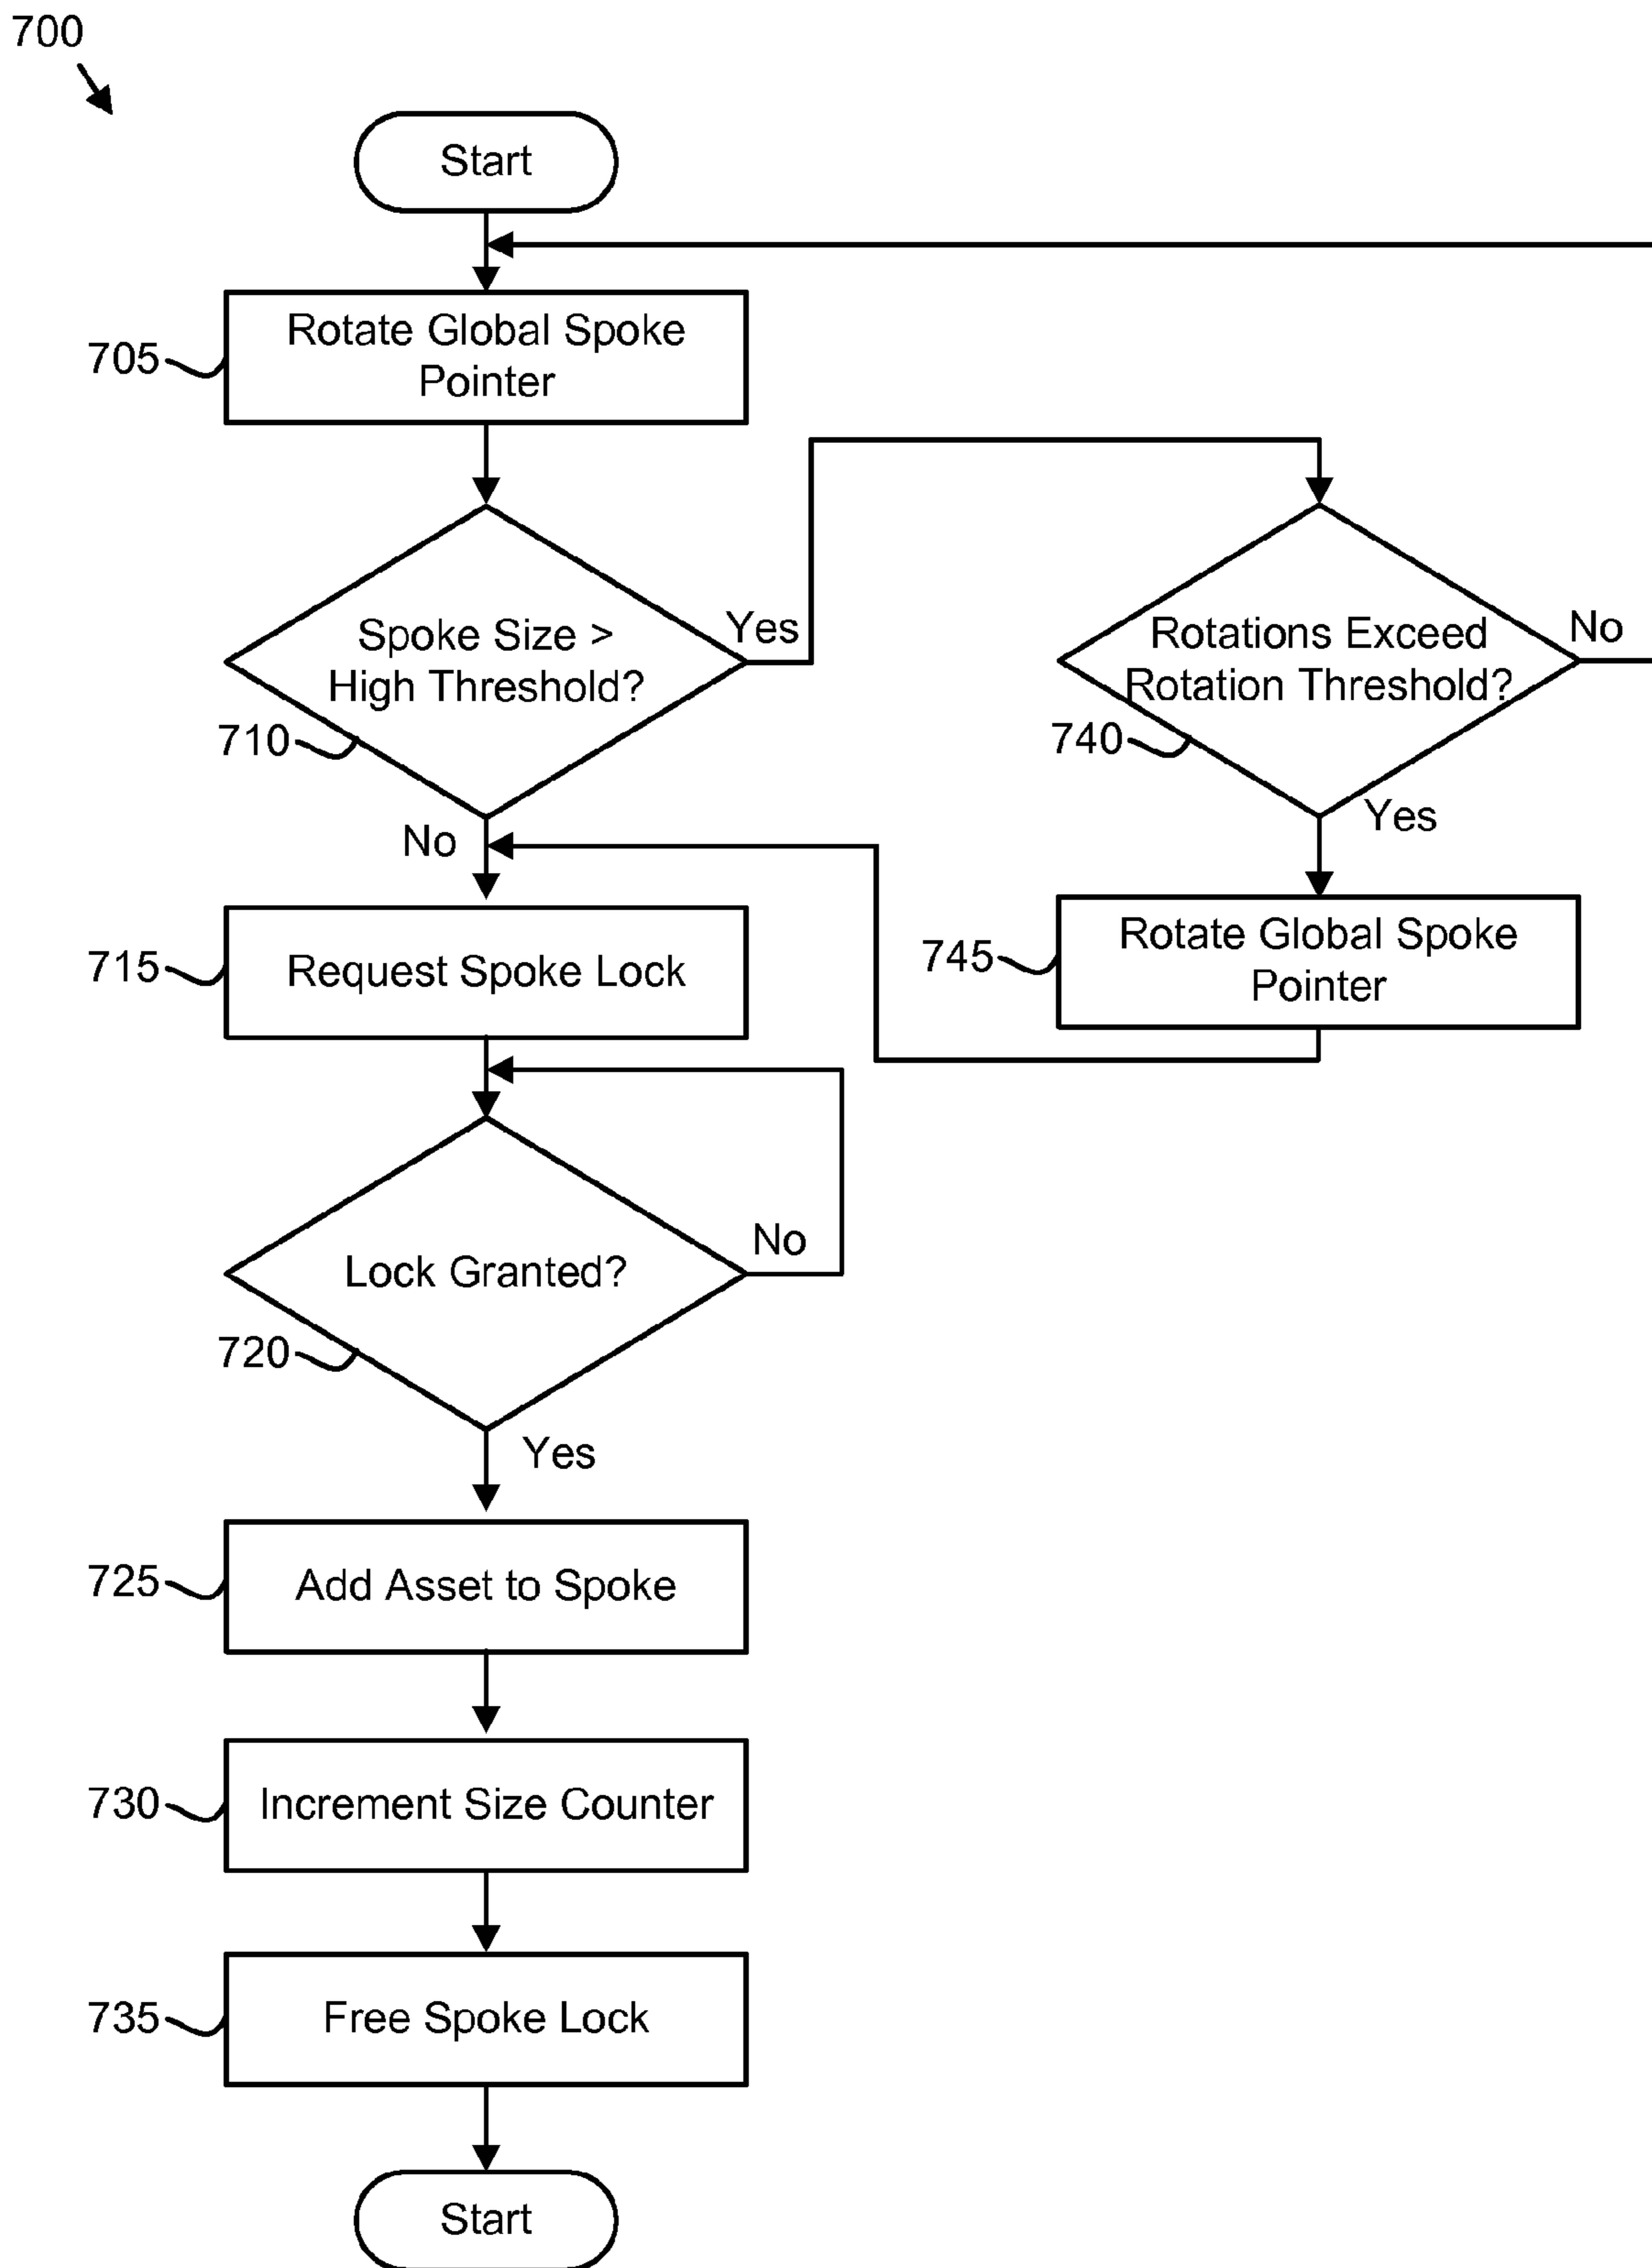 700
Start
705
Rotate Global Spoke
Pointer
Spoke Size >
High Threshold?
710
Yes
No
Rotations Exceed
Rotation Threshold?
740
No
Yes
745
Rotate Global Spoke
Pointer
715
Request Spoke Lock
Lock Granted?
720
No
Yes
725
Add Asset to Spoke
730
Increment Size Counter
735
Free Spoke Lock
Start